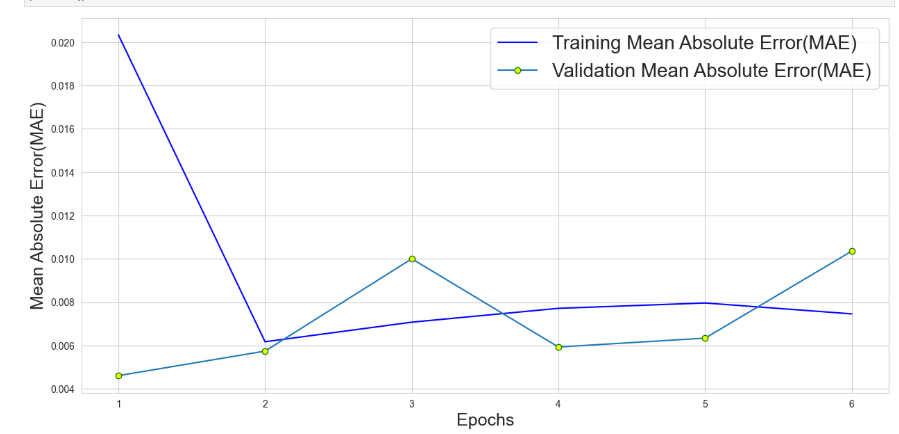 Training Mean Absolute Error(MAE)
Validation Mean Absolute Error(MAE)
Mean Absolute Error(MAE)
0.020
0.018
0.016
0.014
0.012
0.010
0.008
0.006
0.004
1 2 3 4 5 6
Epochs